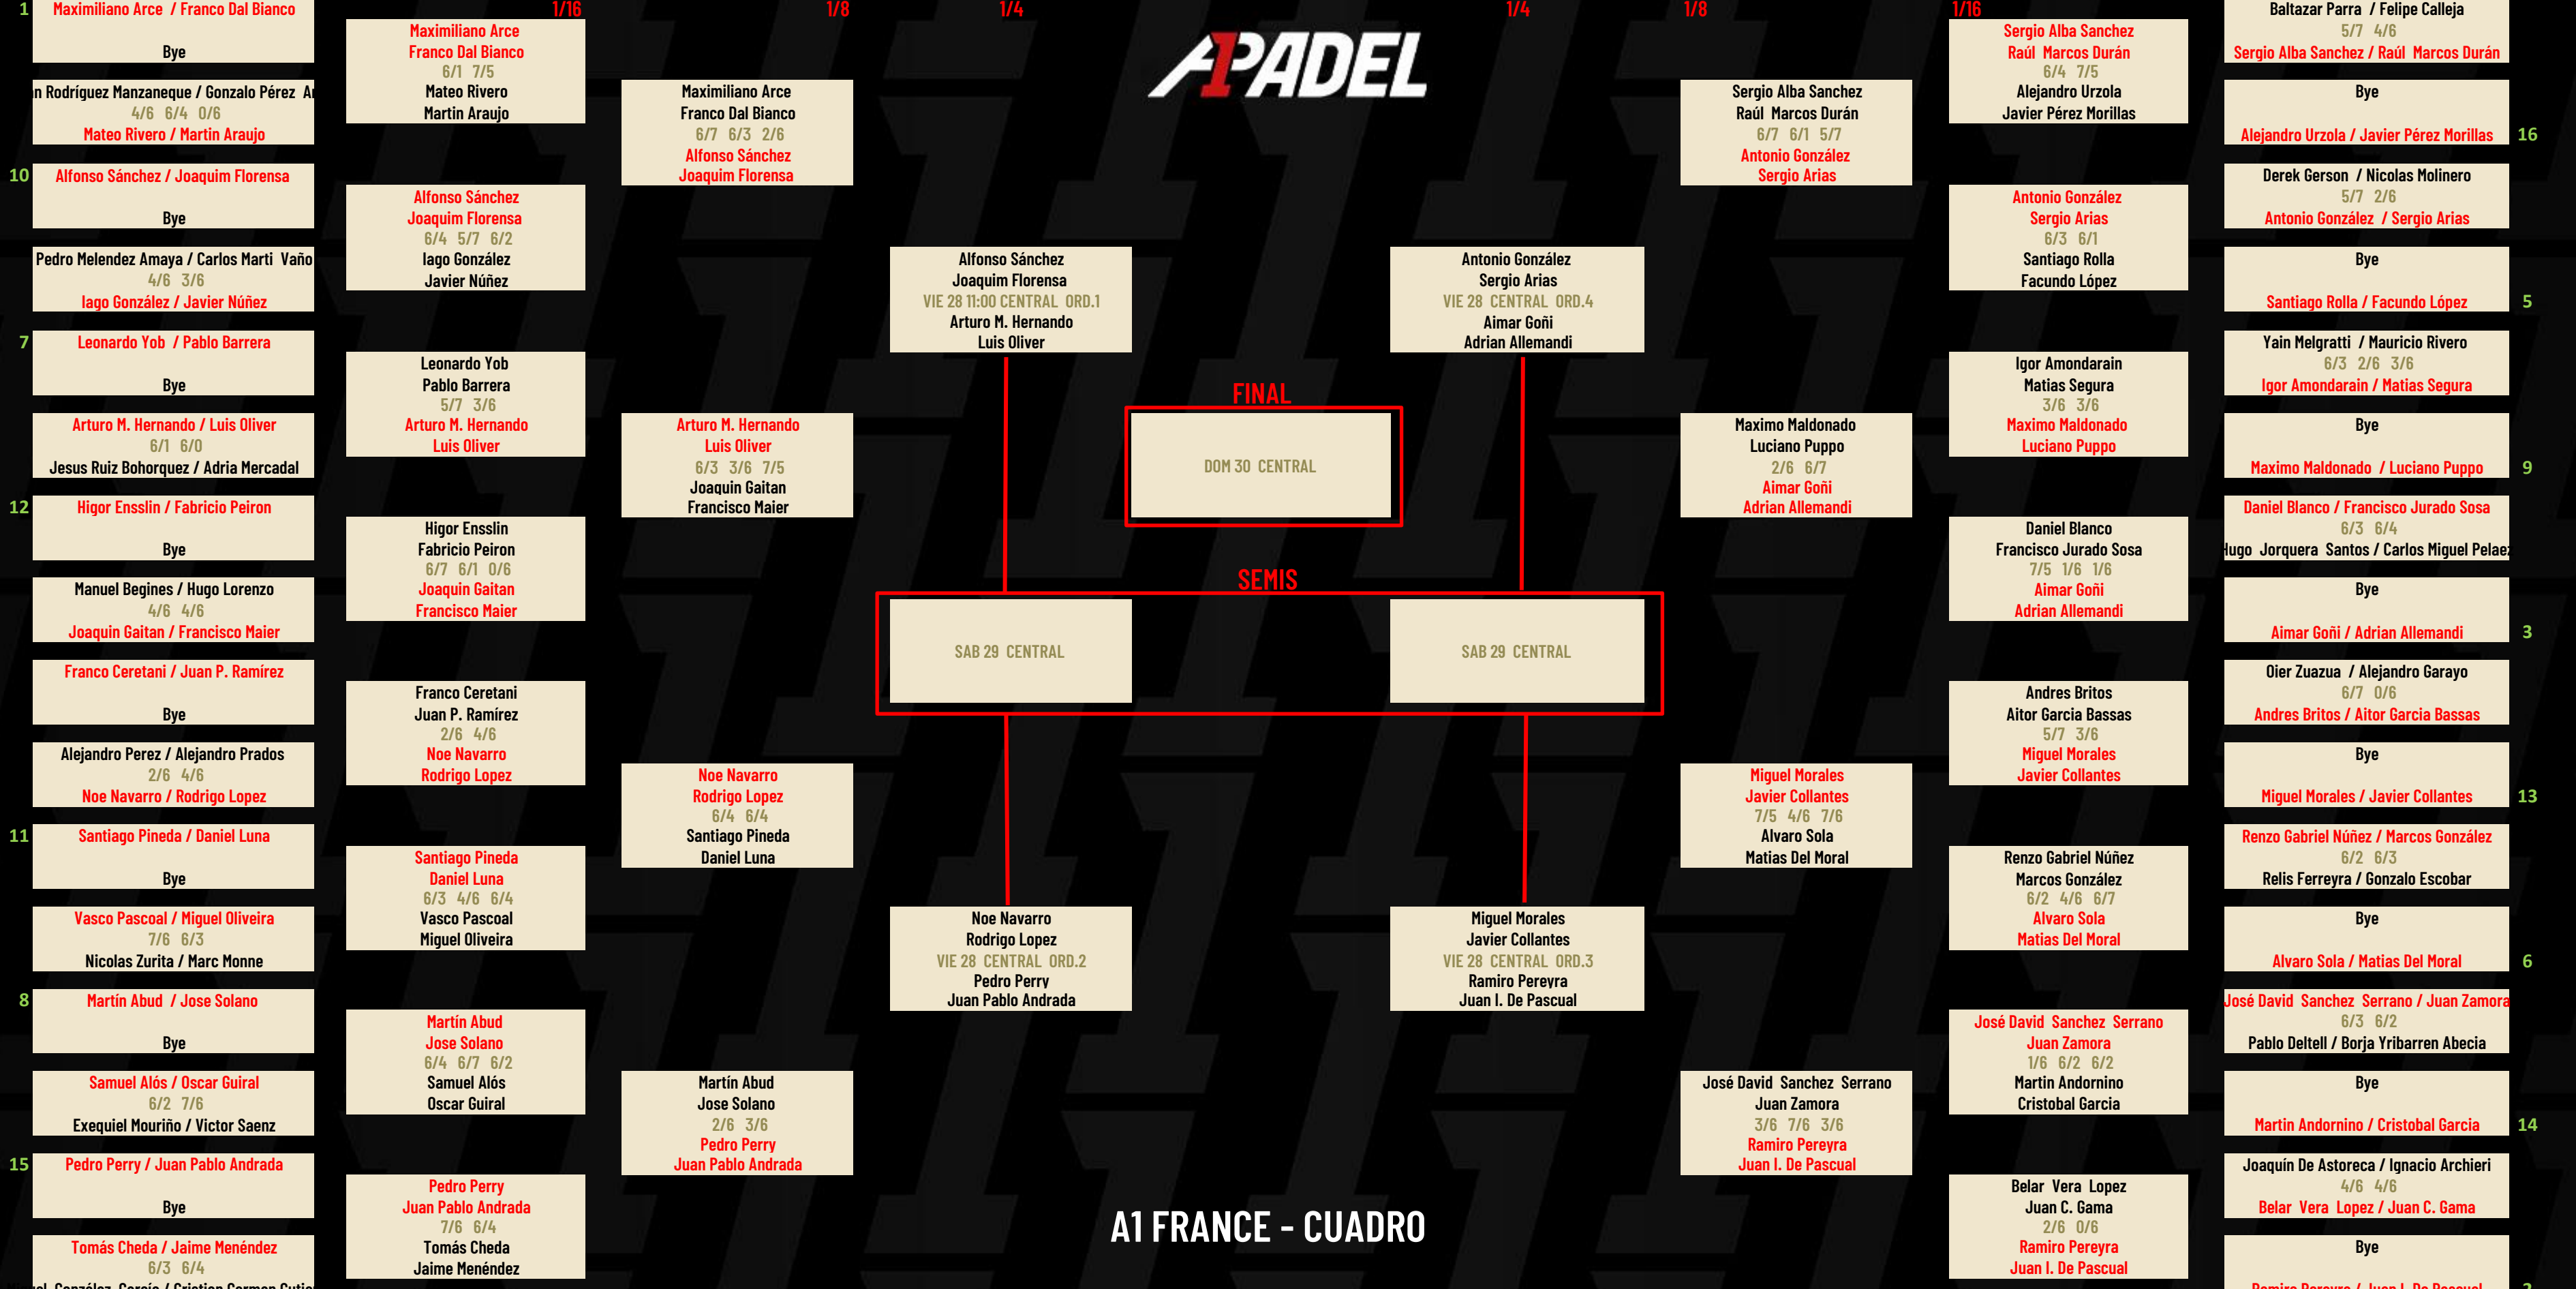 1/16
1/8
1/4
1/4
1/8
1/16
A1PADEL
1
Maximiliano Arce / Franco Dal Bianco
Bye
Rodríguez Manzaneque / Gonzalo Pérez
4/6 6/4 0/6
Mateo Rivero / Martin Araujo
10
Alfonso Sánchez / Joaquim Florensa
Bye
Pedro Melendez Amaya / Carlos Marti Vaño
4/6 3/6
Iago González / Javier Núñez
7
Leonardo Yob / Pablo Barrera
Bye
Arturo M. Hernando / Luis Oliver
6/1 6/0
Jesus Ruiz Bohorquez / Adria Mercadal
12
Higor Ensslin / Fabricio Peiron
Bye
Manuel Begines / Hugo Lorenzo
4/6 4/6
Joaquin Gaitan / Francisco Maier
Franco Ceretani / Juan P. Ramírez
Bye
Alejandro Perez / Alejandro Prados
2/6 4/6
Noe Navarro / Rodrigo Lopez
11
Santiago Pineda / Daniel Luna
Bye
Vasco Pascoal / Miguel Oliveira
7/6 6/3
Nicolas Zurita / Marc Monne
8
Martín Abud / Jose Solano
Bye
Samuel Alós / Oscar Guiral
6/2 7/6
Exequiel Mouriño / Victor Saenz
15
Pedro Perry / Juan Pablo Andrada
Bye
Tomás Cheda / Jaime Menéndez
6/3 6/4
Maximiliano Arce
Franco Dal Bianco
6/1 7/5
Mateo Rivero
Martin Araujo
Alfonso Sánchez
Joaquim Florensa
6/4 5/7 6/2
Iago González
Javier Núñez
Leonardo Yob
Pablo Barrera
5/7 3/6
Arturo M. Hernando
Luis Oliver
Higor Ensslin
Fabricio Peiron
6/7 6/1 0/6
Joaquin Gaitan
Francisco Maier
Franco Ceretani
Juan P. Ramírez
2/6 4/6
Noe Navarro
Rodrigo Lopez
Santiago Pineda
Daniel Luna
6/3 4/6 6/4
Vasco Pascoal
Miguel Oliveira
Martín Abud
Jose Solano
6/4 6/7 6/2
Samuel Alós
Oscar Guiral
Pedro Perry
Juan Pablo Andrada
7/6 6/4
Tomás Cheda
Jaime Menéndez
Maximiliano Arce
Franco Dal Bianco
6/7 6/3 2/6
Alfonso Sánchez
Joaquim Florensa
Arturo M. Hernando
Luis Oliver
6/3 3/6 7/5
Joaquin Gaitan
Francisco Maier
Noe Navarro
Rodrigo Lopez
6/4 6/4
Santiago Pineda
Daniel Luna
Martín Abud
Jose Solano
2/6 3/6
Pedro Perry
Juan Pablo Andrada
Alfonso Sánchez
Joaquim Florensa
VIE 28 11:00 CENTRAL ORD.1
Arturo M. Hernando
Luis Oliver
Noe Navarro
Rodrigo Lopez
VIE 28 CENTRAL ORD.2
Pedro Perry
Juan Pablo Andrada
FINAL
DOM 30 CENTRAL
SEMIS
SAB 29 CENTRAL
SAB 29 CENTRAL
A1 FRANCE - CUADRO
Antonio González
Sergio Arias
VIE 28 CENTRAL ORD.4
Aimar Goñi
Adrian Allemandi
Miguel Morales
Javier Collantes
VIE 28 CENTRAL ORD.3
Ramiro Pereyra
Juan I. De Pascual
Sergio Alba Sanchez
Raúl Marcos Durán
6/7 6/1 5/7
Antonio González
Sergio Arias
Maximo Maldonado
Luciano Puppo
2/6 6/7
Aimar Goñi
Adrian Allemandi
Miguel Morales
Javier Collantes
7/5 4/6 7/6
Alvaro Sola
Matias Del Moral
José David Sanchez Serrano
Juan Zamora
3/6 7/6 3/6
Ramiro Pereyra
Juan I. De Pascual
Sergio Alba Sanchez
Raúl Marcos Durán
6/4 7/5
Alejandro Urzola
Javier Pérez Morillas
Antonio González
Sergio Arias
6/3 6/1
Santiago Rolla
Facundo López
Igor Amondarain
Matias Segura
3/6 3/6
Maximo Maldonado
Luciano Puppo
Daniel Blanco
Francisco Jurado Sosa
7/5 1/6 1/6
Aimar Goñi
Adrian Allemandi
Andres Britos
Aitor Garcia Bassas
5/7 3/6
Miguel Morales
Javier Collantes
Renzo Gabriel Núñez
Marcos González
6/2 4/6 6/7
Alvaro Sola
Matias Del Moral
José David Sanchez Serrano
Juan Zamora
1/6 6/2 6/2
Martin Andornino
Cristobal Garcia
Belar Vera Lopez
Juan C. Gama
2/6 0/6
Ramiro Pereyra
Juan I. De Pascual
Baltazar Parra / Felipe Calleja
5/7 4/6
Sergio Alba Sanchez / Raúl Marcos Durán
Bye
Alejandro Urzola / Javier Pérez Morillas
16
Derek Gerson / Nicolas Molinero
5/7 2/6
Antonio González / Sergio Arias
Bye
Santiago Rolla / Facundo López
5
Yain Melgratti / Mauricio Rivero
6/3 2/6 3/6
Igor Amondarain / Matias Segura
Bye
Maximo Maldonado / Luciano Puppo
9
Daniel Blanco / Francisco Jurado Sosa
6/3 6/4
Hugo Jorquera Santos / Carlos Miguel Pelaez
Bye
Aimar Goñi / Adrian Allemandi
3
Oier Zuazua / Alejandro Garayo
6/7 0/6
Andres Britos / Aitor Garcia Bassas
Bye
Miguel Morales / Javier Collantes
13
Renzo Gabriel Núñez / Marcos González
6/2 6/3
Relis Ferreyra / Gonzalo Escobar
Bye
Alvaro Sola / Matias Del Moral
6
José David Sanchez Serrano / Juan Zamora
6/3 6/2
Pablo Deltell / Borja Yribarren Abecia
Bye
Martin Andornino / Cristobal Garcia
14
Joaquín De Astoreca / Ignacio Archieri
4/6 4/6
Belar Vera Lopez / Juan C. Gama
Bye
Ramiro Pereyra / Juan I. De Pascual